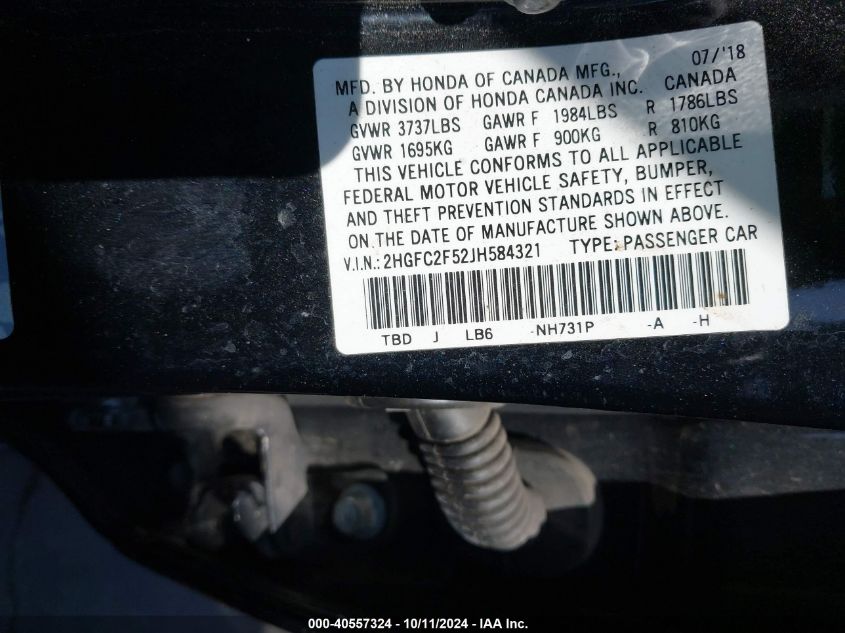 07/'18
MFD. BY HONDA OF CANADA MFG., CANADA
A DIVISION OF HONDA CANADA INC.
GVWR 3737LBS GAWR F 1984LBS R 1786LBS
GVWR 1695KG GAWR F 900KG R 810KG
THIS VEHICLE CONFORMS TO ALL APPLICABLE
FEDERAL MOTOR VEHICLE SAFETY, BUMPER,
AND THEFT PREVENTION STANDARDS IN EFFECT
ON THE DATE OF MANUFACTURE SHOWN ABOVE.
V.I.N.: 2HGFC2F52JH584321 TYPE: PASSENGER CAR
TBD J LB6 -NH731P -A -H
000-40557324 - 10/11/2024 - IAA Inc.